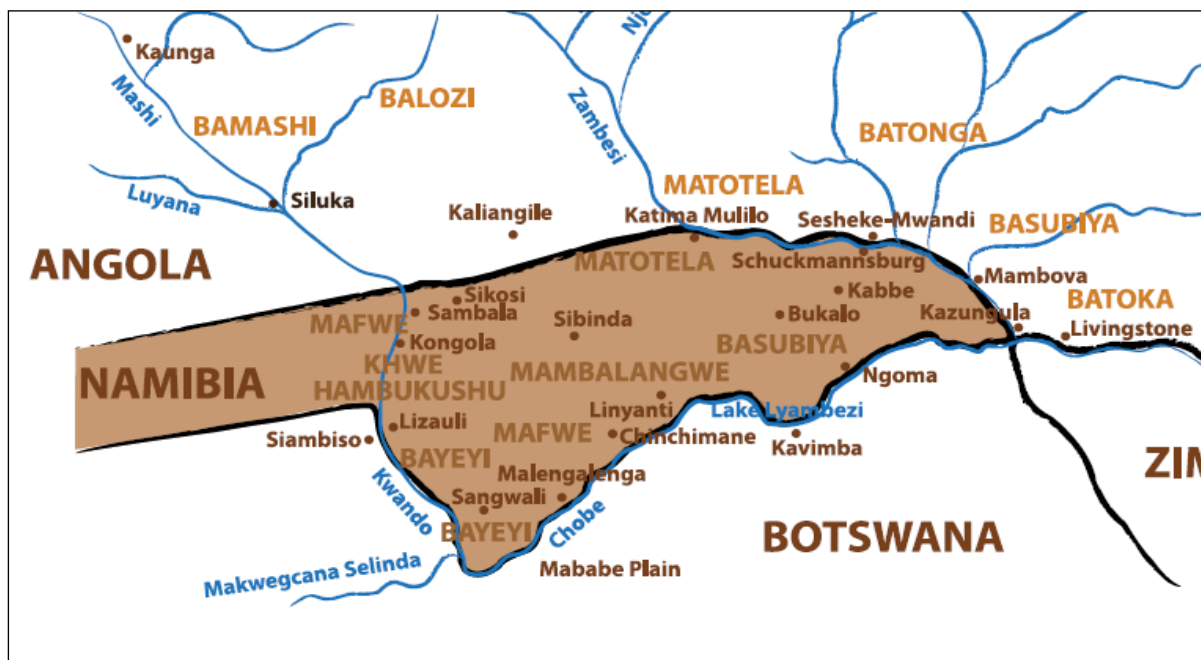 Nj
Kaunga
Mashi
BALOZI
Zambesi
BAMASHI
BATONGA
MATOTELA
Luyana
Siluka
Kaliangile
Katima Mulilo
Sesheke-Mwandi
BASUBIYA
ANGOLA
MATOTELA
Schuckmannsburg
Mambova
Sikosi
Kabbe
BATOKA
MAFWE
Sambala
Sibinda
Bukalo
Kazungula
Livingstone
Kongola
BASUBIYA
KHWE
NAMIBIA
HAMBUKUSHU
MAMBALANGWE
Ngoma
Linyanti
Lake Lyambezi
Siambiso
Lizauli
MAFWE
Chinchimane
Kavimba
BAYEYI
ZIM
Malengalenga
Kwando
Sangwali
BAYEYI
Chobe
BOTSWANA
Makwegcana Selinda
Mababe Plain